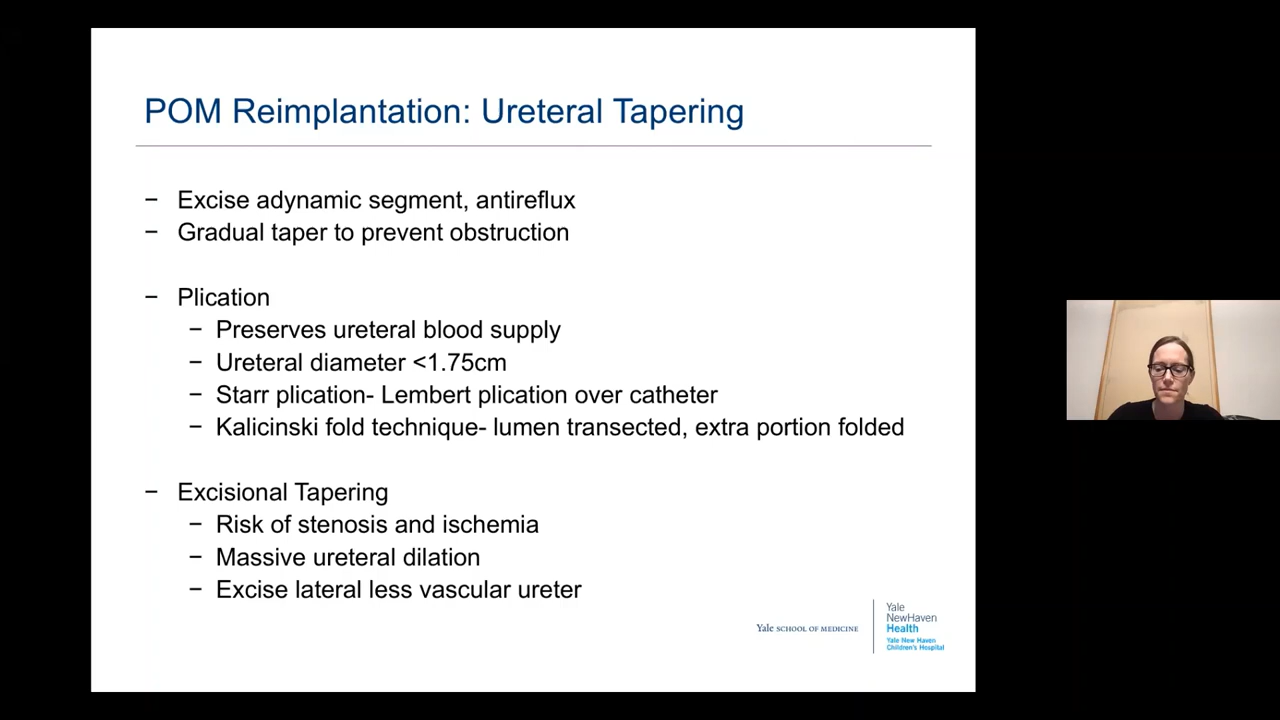 POM Reimplantation: Ureteral Tapering
− Excise adynamic segment, antireflux
− Gradual taper to prevent obstruction
− Plication
− Preserves ureteral blood supply
− Ureteral diameter <1.75cm
− Starr plication- Lembert plication over catheter
− Kalicinski fold technique- lumen transected, extra portion folded
− Excisional Tapering
− Risk of stenosis and ischemia
− Massive ureteral dilation
− Excise lateral less vascular ureter
Yale SCHOOL OF MEDICINE
Yale
NewHaven
Health
Yale New Haven
Children's Hospital